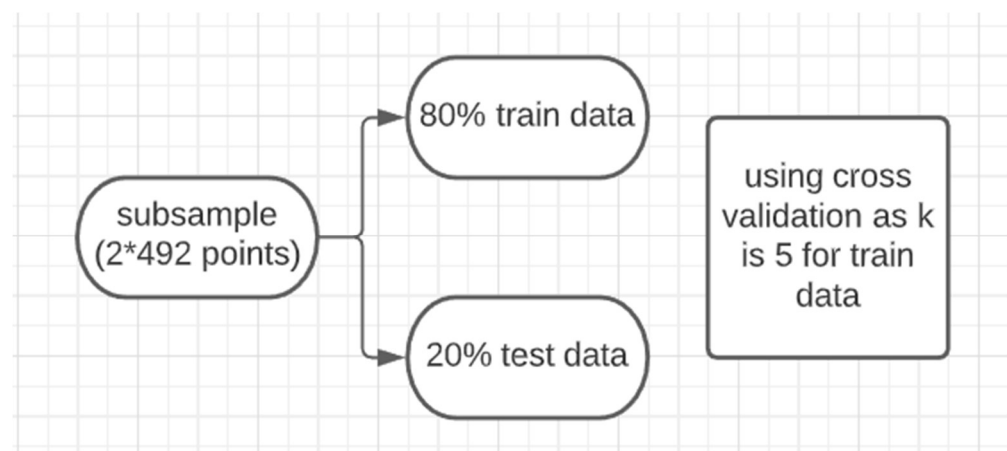 80% train data
subsample
(2*492 points)
using cross
validation as k
is 5 for train
data
20% test data